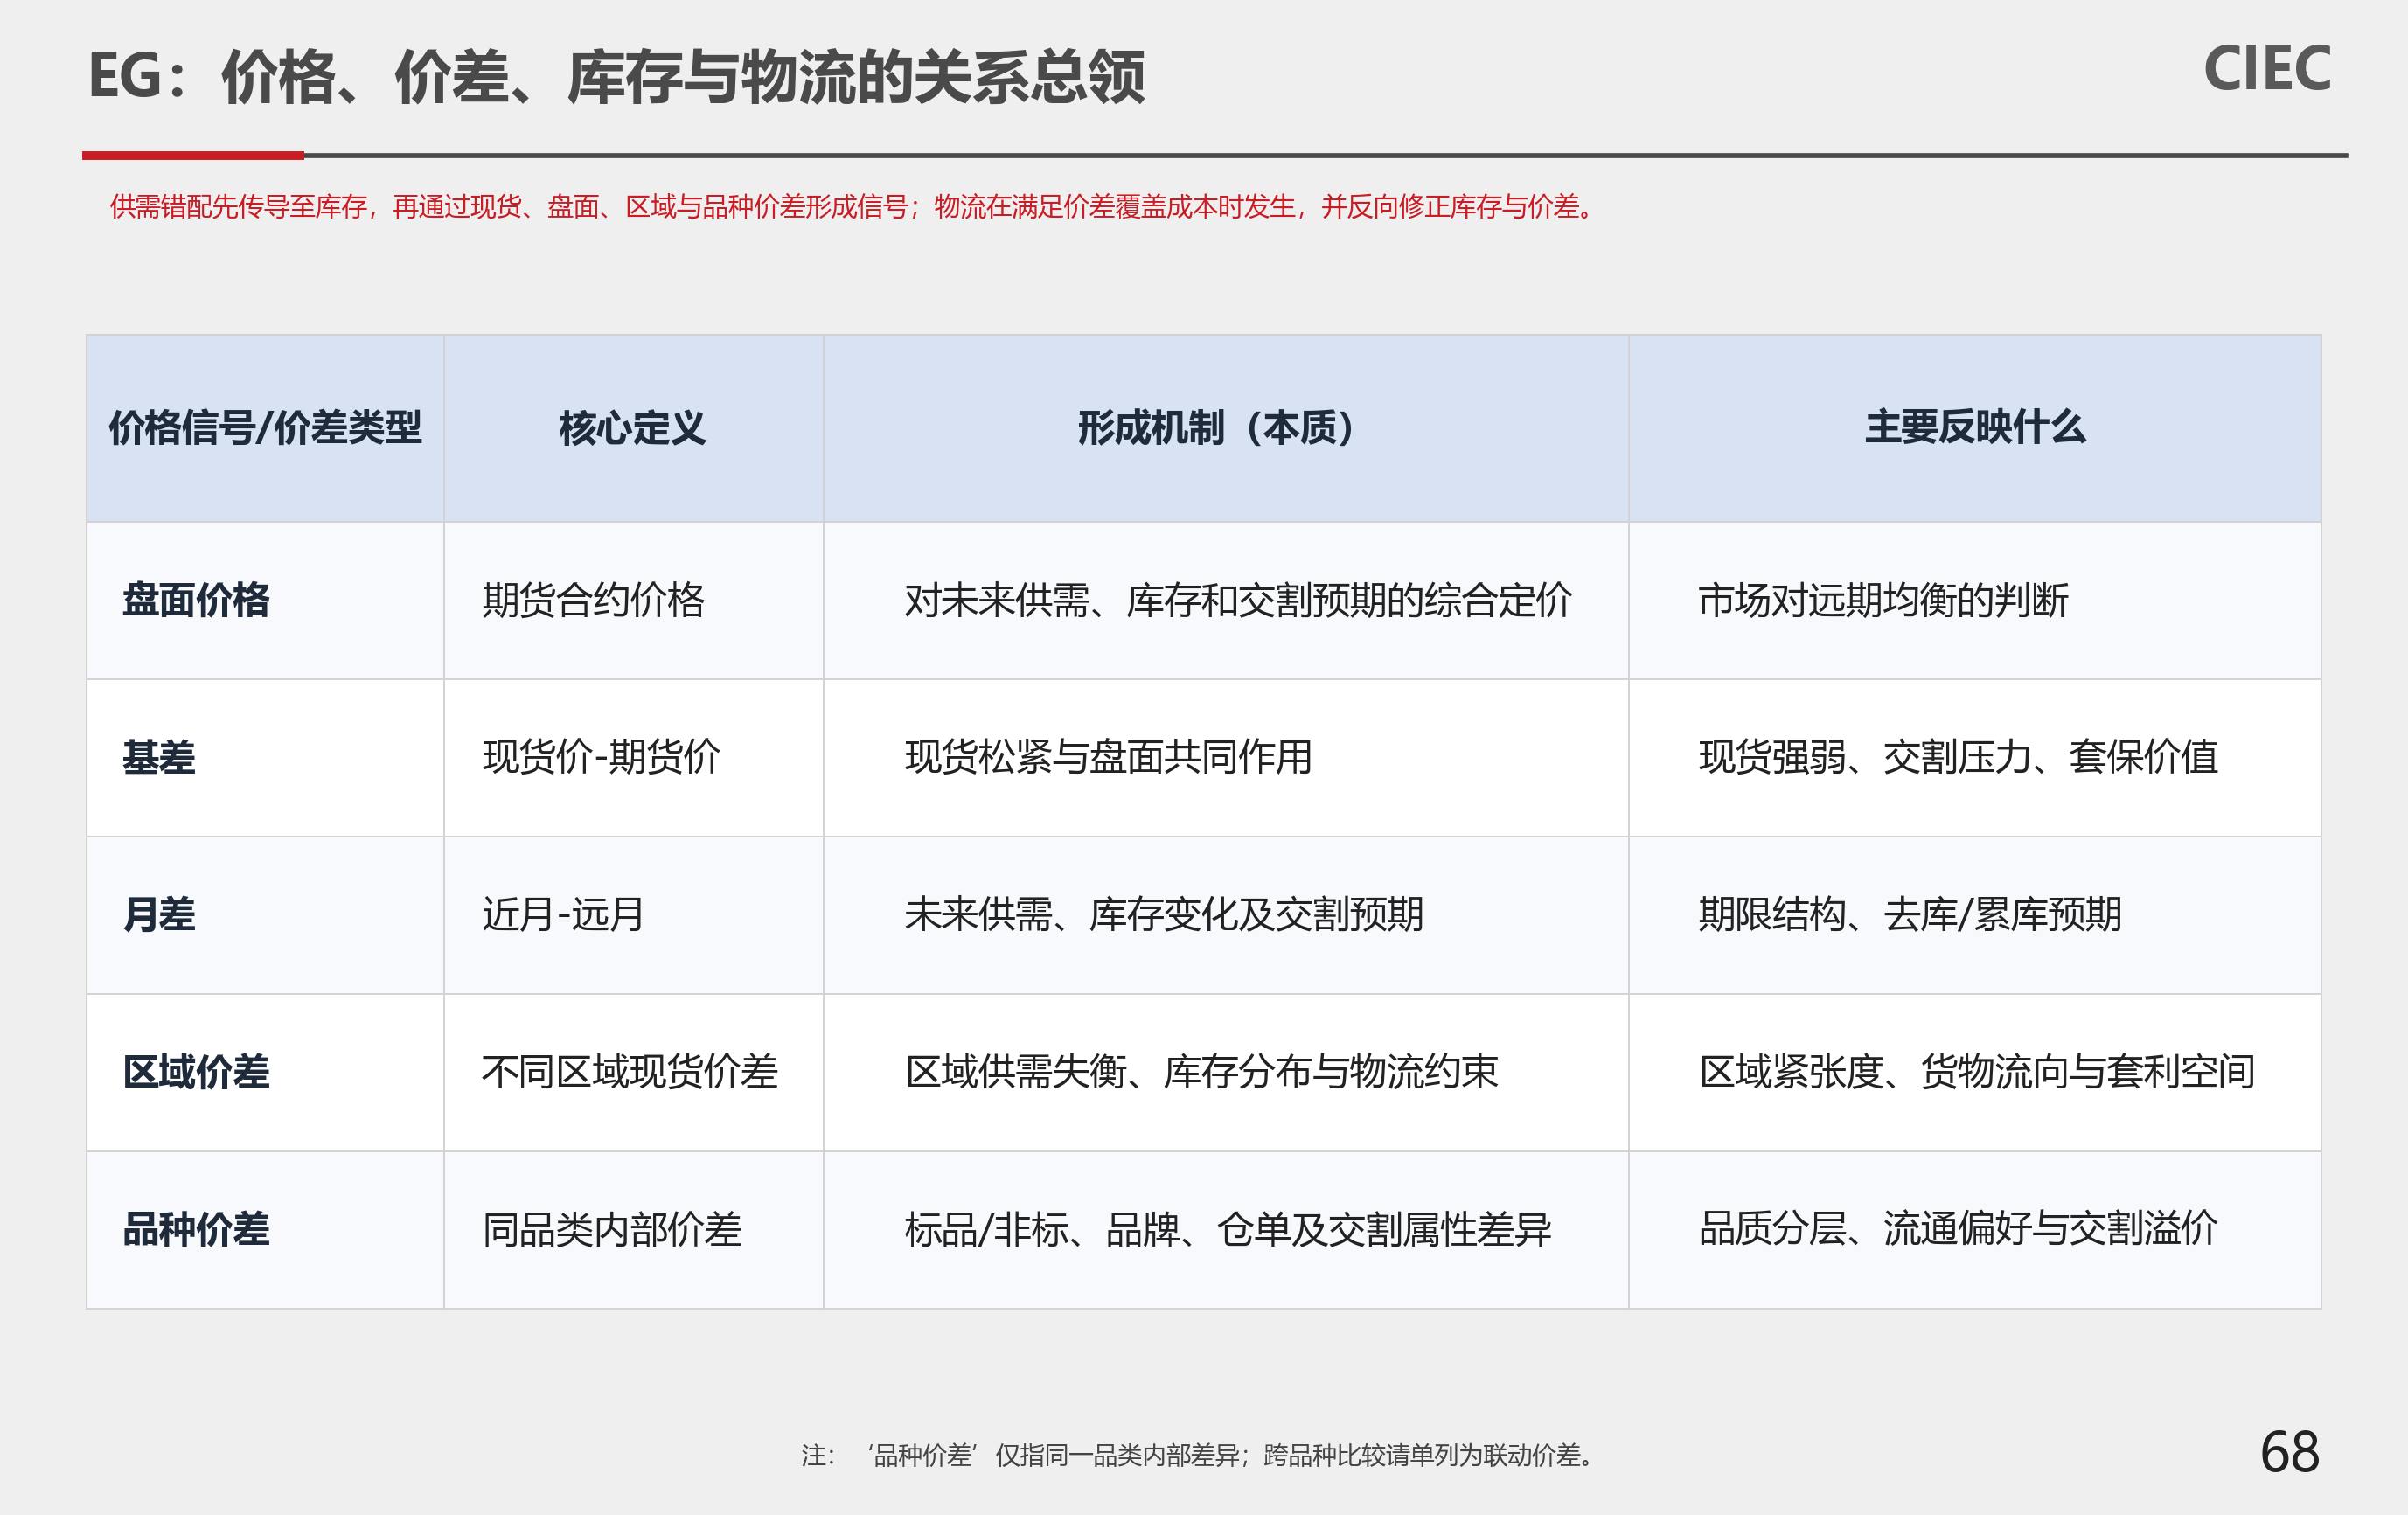 EG：价格、价差、库存与物流的关系总领
CIEC
供需错配先传导至库存，再通过现货、盘面、区域与品种价差形成信号；物流在满足价差覆盖成本时发生，并反向修正库存与价差。
价格信号/价差类型
核心定义
形成机制（本质）
主要反映什么
盘面价格
期货合约价格
对未来供需、库存和交割预期的综合定价
市场对远期均衡的判断
基差
现货价-期货价
现货松紧与盘面共同作用
现货强弱、交割压力、套保价值
月差
近月-远月
未来供需、库存变化及交割预期
期限结构、去库/累库预期
区域价差
不同区域现货价差
区域供需失衡、库存分布与物流约束
区域紧张度、货物流向与套利空间
品种价差
同品类内部价差
标品/非标、品牌、仓单及交割属性差异
品质分层、流通偏好与交割溢价
注：‘品种价差’仅指同一品类内部差异；跨品种比较请单列为联动价差。
68